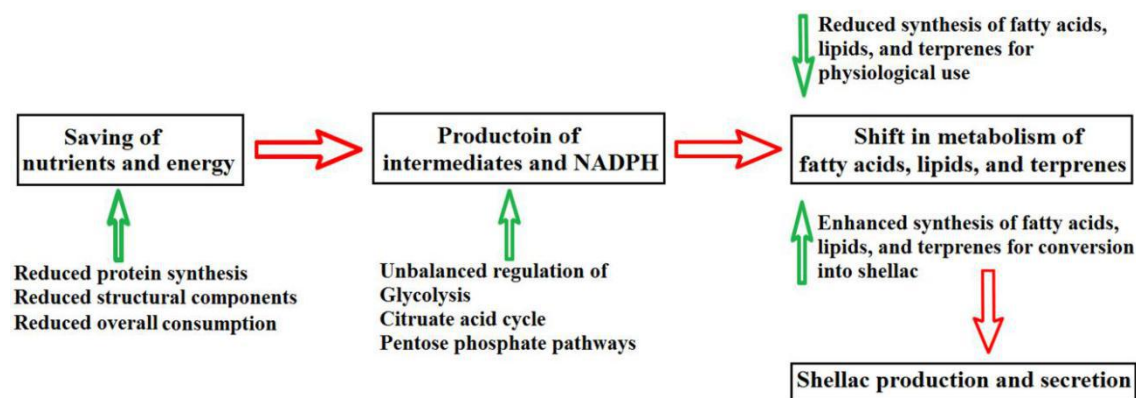 Saving of
nutrients and energy
Reduced protein synthesis
Reduced structural components
Reduced overall consumption
Productoin of
intermediates and NADPH
Unbalanced regulation of
Glycolysis
Citruate acid cycle
Pentose phosphate pathways
Reduced synthesis of fatty acids,
lipids, and terprenes for
physiological use
Shift in metabolism of
fatty acids, lipids, and terprenes
Enhanced synthesis of fatty acids,
lipids, and terprenes for conversion
into shellac
Shellac production and secretion